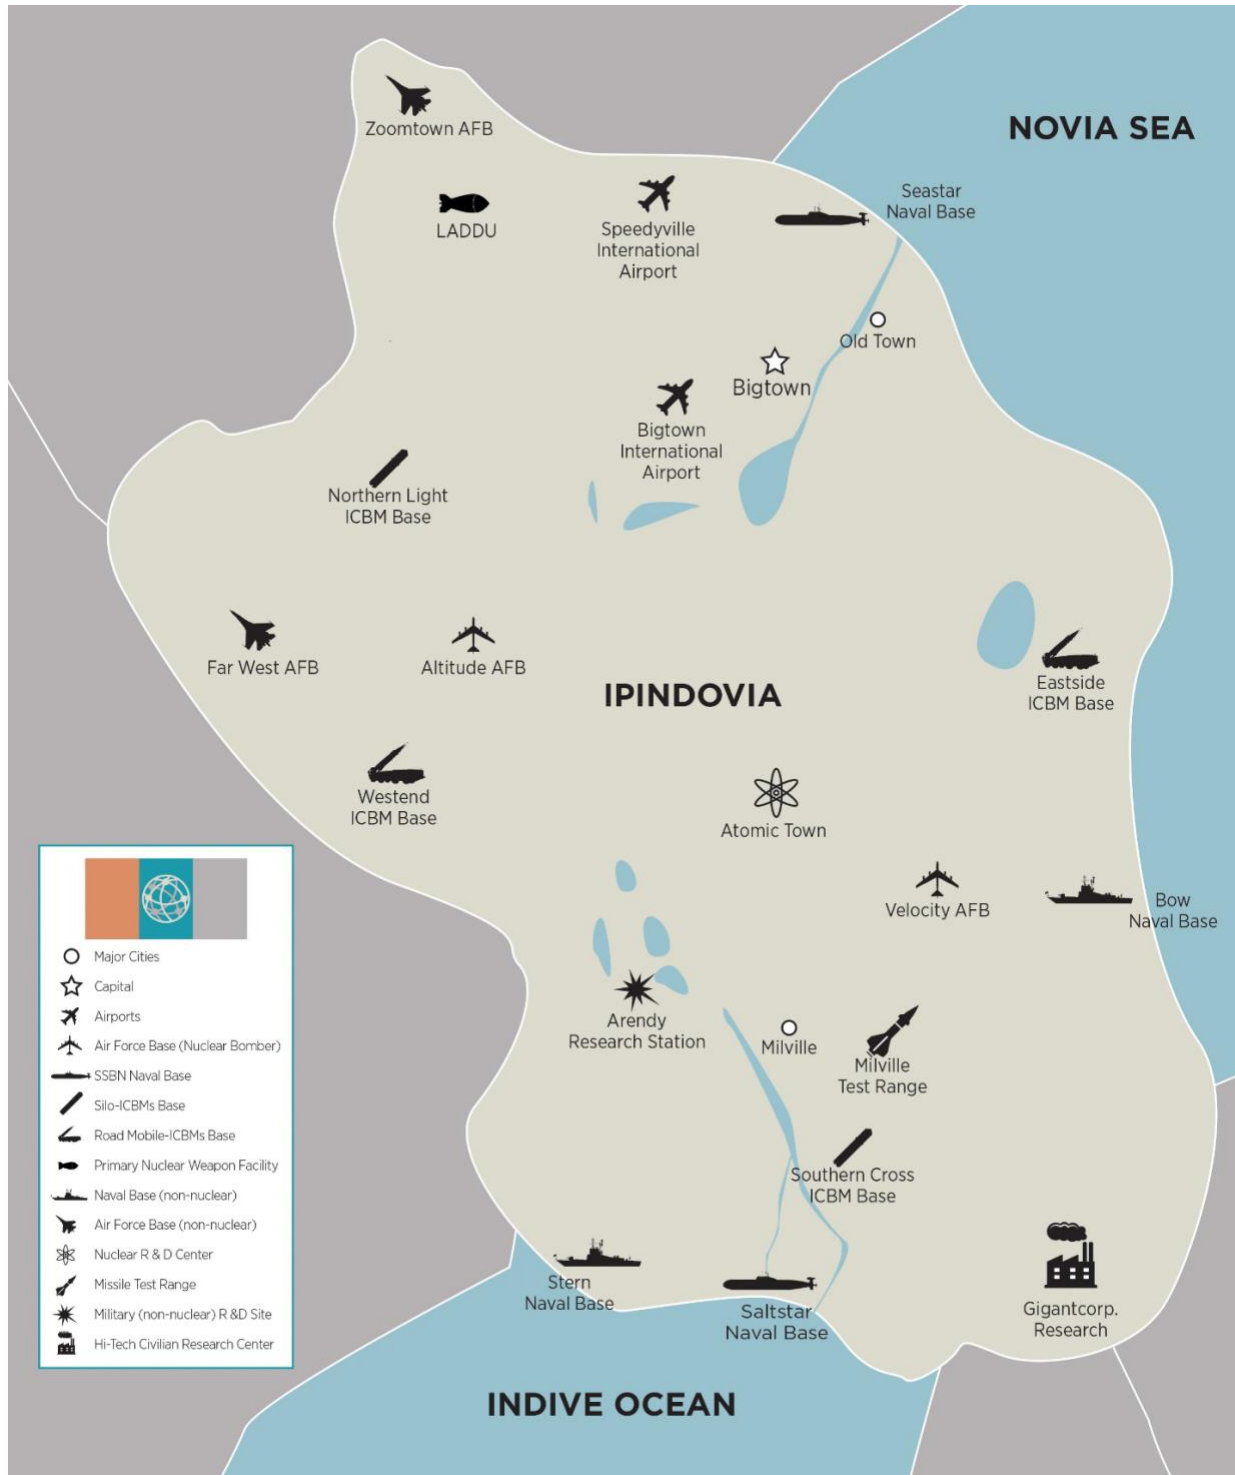 NOVIA SEA
Zoomtown AFB
LADDU
Speedyville
International
Airport
Seastar
Naval Base
Old Town
Bigtown
Bigtown
International
Airport
Northern Light
ICBM Base
Far West AFB
Altitude AFB
IPINDOVIA
Eastside
ICBM Base
Westend
ICBM Base
Atomic Town
Velocity AFB
Bow
Naval Base
Arendy
Research Station
Milville
Milville
Test Range
Southern Cross
ICBM Base
Stern
Naval Base
Saltstar
Naval Base
Gigantcorp.
Research
INDIVE OCEAN
Major Cities
Capital
Airports
Air Force Base (Nuclear Bomber)
SSBN Naval Base
Silo-ICBMs Base
Road Mobile-ICBMs Base
Primary Nuclear Weapon Facility
Naval Base (non-nuclear)
Air Force Base (non-nuclear)
Nuclear R & D Center
Missile Test Range
Military (non-nuclear) R &D Site
Hi-Tech Civilian Research Center